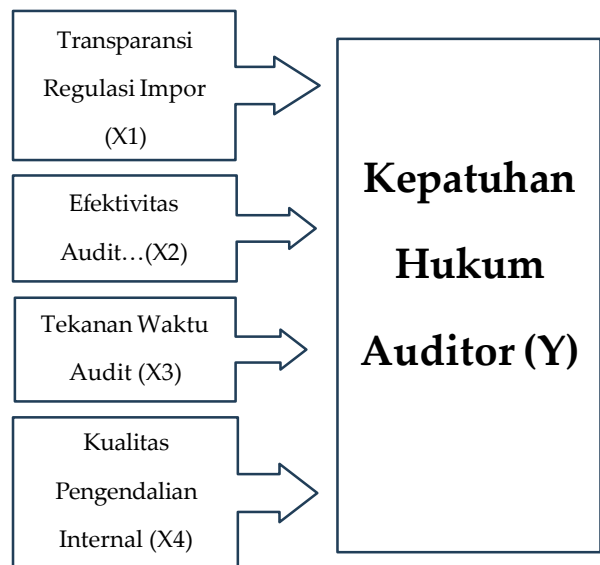 Transparansi
Regulasi Impor
(X1)
Efektivitas
Audit…(X2)
Tekanan Waktu
Audit (X3)
Kualitas
Pengendalian
Internal (X4)
Kepatuhan
Hukum
Auditor (Y)